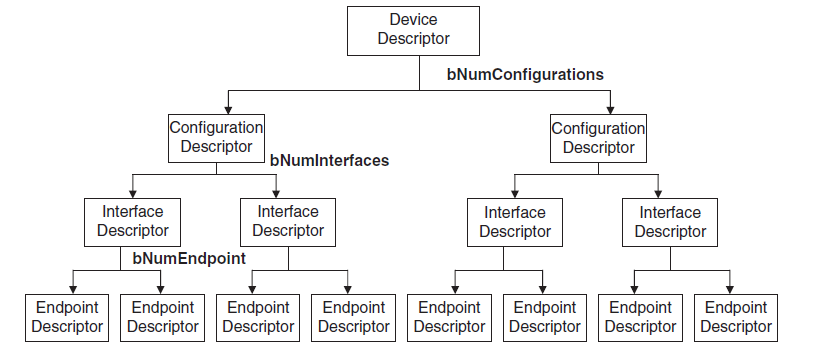 Device
Descriptor
bNumConfigurations
Configuration
Descriptor
Configuration
Descriptor
bNumInterfaces
Interface
Descriptor
Interface
Descriptor
Interface
Descriptor
Interface
Descriptor
bNumEndpoint
Endpoint
Descriptor
Endpoint
Descriptor
Endpoint
Descriptor
Endpoint
Descriptor
Endpoint
Descriptor
Endpoint
Descriptor
Endpoint
Descriptor
Endpoint
Descriptor